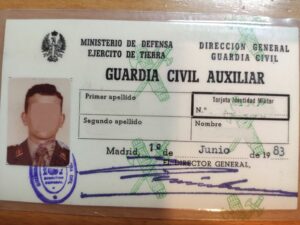 MINISTERIO DE DEFENSA
EJERCITO DE TIERRA
DIRECCION GENERAL
GUARDIA CIVIL
GUARDIA CIVIL AUXILIAR
Primer apellido
Tarjeta Identidad Militar
N.º
Segundo apellido
Nombre
Madrid, 1º de Junio de 1983
EL DIRECTOR GENERAL,